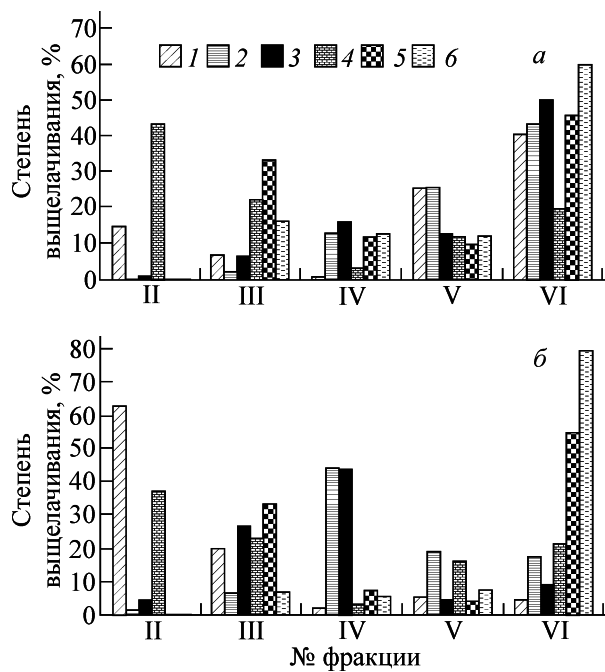 Степень
выщелачивания, %
70
60
50
40
30
20
10
0
1 2 3 4 5 6
а
II III IV V VI
Степень
выщелачивания, %
80
70
60
50
40
30
20
10
0
б
II III IV V VI
№ фракции